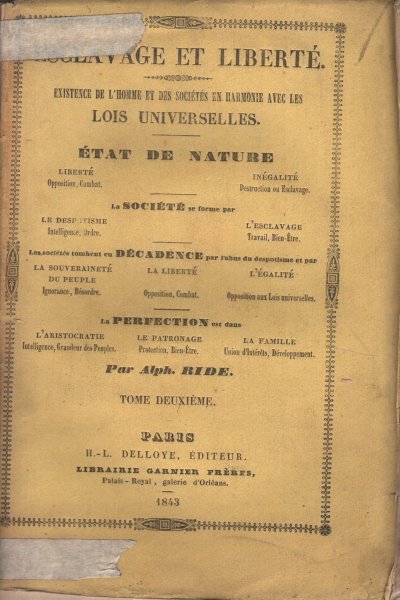 ESCLAVAGE ET LIBERTÉ.
EXISTENCE DE L'HOMME ET DES SOCIÉTÉS EN HARMONIE AVEC LES
LOIS UNIVERSELLES.
ÉTAT DE NATURE
LIBERTÉ INÉGALITÉ
Opposition, Combat. Destruction ou Esclavage.
La SOCIÉTÉ se forme par
LE DESPOTISME L'ESCLAVAGE
Intelligence, Ordre. Travail, Bien-Être.
Les sociétés tombent en DÉCADENCE par l'abus du despotisme et par
LA SOUVERAINETÉ LA LIBERTÉ L'ÉGALITÉ
DU PEUPLE
Ignorance, Désordre. Opposition, Combat. Opposition aux Lois universelles.
La PERFECTION est dans
L'ARISTOCRATIE LE PATRONAGE LA FAMILLE
Intelligence, Grandeur des Peuples. Protection, Bien-Être. Union d'Intérêts, Développement.
Par Alph. RIDE.
TOME DEUXIÈME.
PARIS
H.-L. DELLOYE, ÉDITEUR.
LIBRAIRIE GARNIER FRÈRES,
Palais-Royal, galerie d'Orléans.
1843